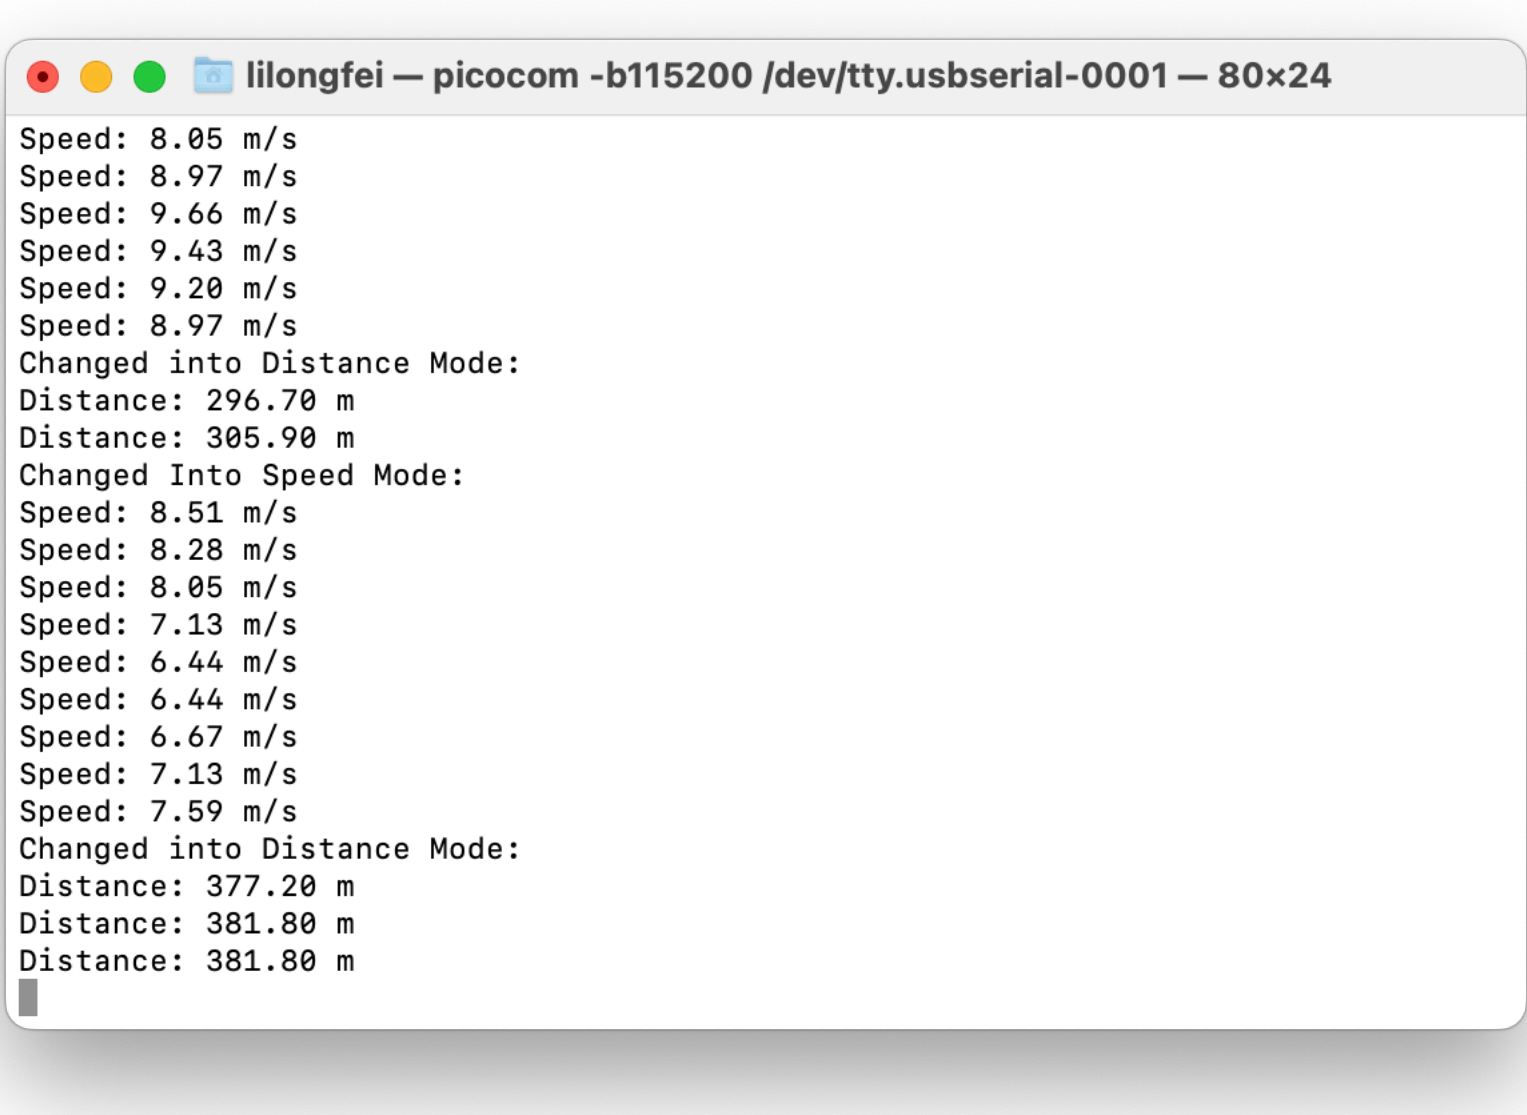 lilongfei — picocom -b115200 /dev/tty.usbserial-0001 — 80×24
Speed: 8.05 m/s
Speed: 8.97 m/s
Speed: 9.66 m/s
Speed: 9.43 m/s
Speed: 9.20 m/s
Speed: 8.97 m/s
Changed into Distance Mode:
Distance: 296.70 m
Distance: 305.90 m
Changed Into Speed Mode:
Speed: 8.51 m/s
Speed: 8.28 m/s
Speed: 8.05 m/s
Speed: 7.13 m/s
Speed: 6.44 m/s
Speed: 6.44 m/s
Speed: 6.67 m/s
Speed: 7.13 m/s
Speed: 7.59 m/s
Changed into Distance Mode:
Distance: 377.20 m
Distance: 381.80 m
Distance: 381.80 m